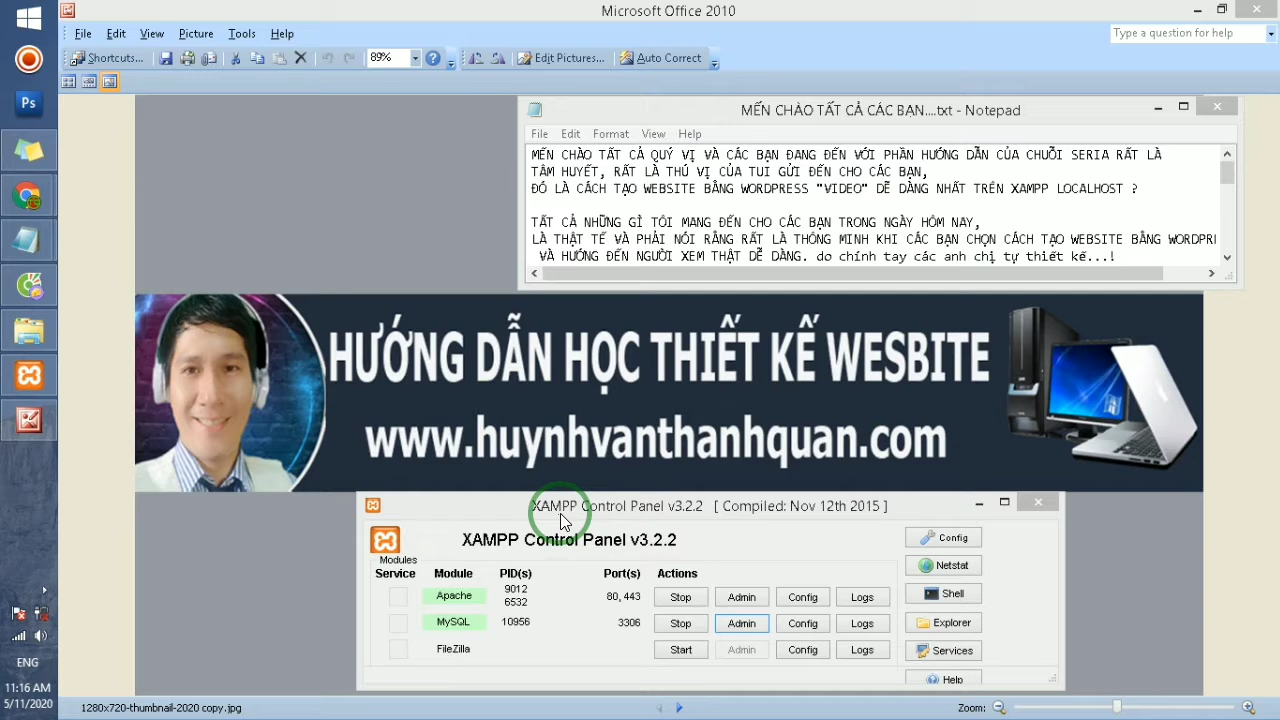 Microsoft Office 2010
File Edit View Picture Tools Help
Type a question for help
Shortcuts... 89% Edit Pictures... Auto Correct
Ps
MẾN CHÀO TẤT CẢ CÁC BẠN....txt - Notepad
File Edit Format View Help
MẾN CHÀO TẤT CẢ QUÝ VỊ VÀ CÁC BẠN ĐANG ĐẾN VỚI PHẦN HƯỚNG DẪN CỦA CHUỖI SERIA RẤT LÀ
TÂM HUYẾT, RẤT LÀ THÚ VỊ CỦA TUI GỬI ĐẾN CHO CÁC BẠN,
ĐÓ LÀ CÁCH TẠO WEBSITE BẰNG WORDPRESS "VIDEO" DỄ DÀNG NHẤT TRÊN XAMPP LOCALHOST ?
TẤT CẢ NHỮNG GÌ TÔI MANG ĐẾN CHO CÁC BẠN TRONG NGÀY HÔM NAY,
LÀ THẬT TẾ VÀ PHẢI NÓI RẰNG RẤT LÀ THÔNG MINH KHI CÁC BẠN CHỌN CÁCH TẠO WEBSITE BẰNG WORDPRE
VÀ HƯỚNG ĐẾN NGƯỜI XEM THẬT DỄ DÀNG. do chính tay các anh chị tự thiết kế...!
HƯỚNG DẪN HỌC THIẾT KẾ WESBITE
www.huynhvanthanhquan.com
XAMPP Control Panel v3.2.2 [ Compiled: Nov 12th 2015 ]
XAMPP Control Panel v3.2.2
Config
Modules
Service Module PID(s) Port(s) Actions
Netstat
Apache 9012 6532 80, 443 Stop Admin Config Logs
Shell
MySQL 10956 3306 Stop Admin Config Logs
Explorer
FileZilla Start Admin Config Logs
Services
Help
ENG
11:16 AM
5/11/2020
1280x720-thumbnail-2020 copy.jpg
Zoom: